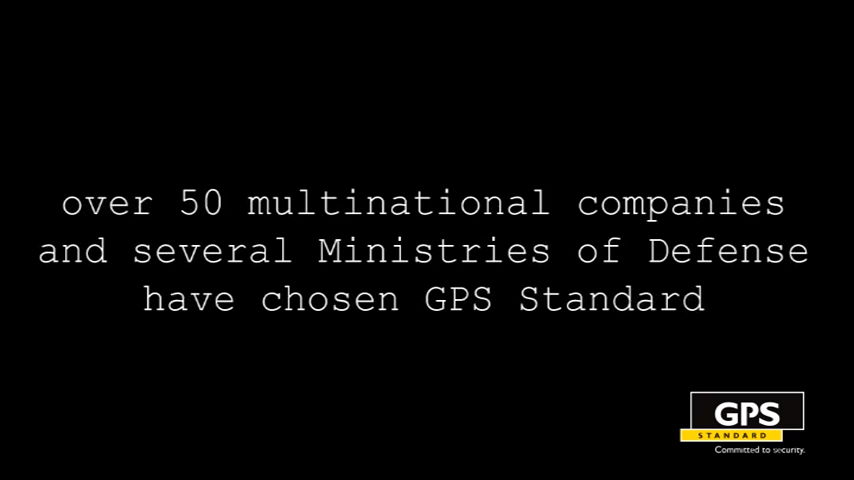 over 50 multinational companies
and several Ministries of Defense
have chosen GPS Standard
GPS
STANDARD
Committed to security.